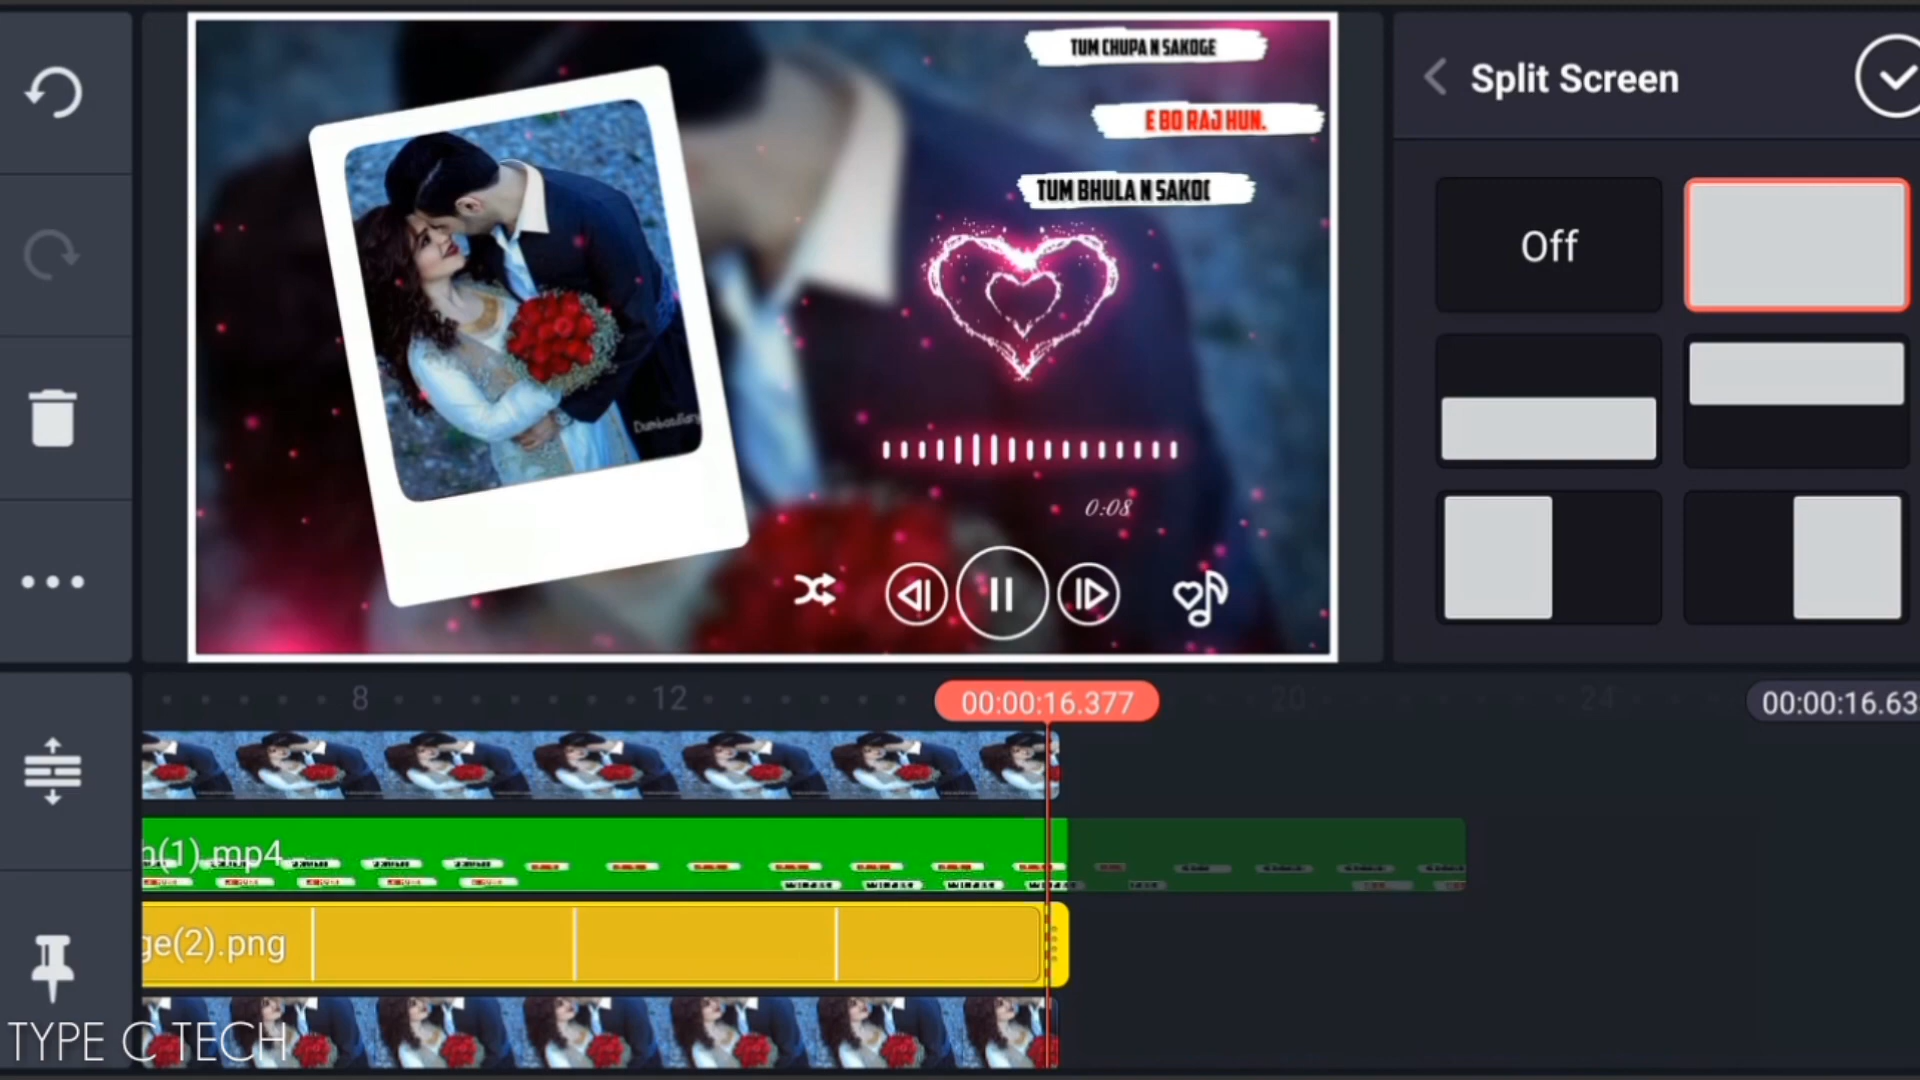 TUM CHUPA N SAKOGE
E BO RAJ HUN.
TUM BHULA N SAKO
Split Screen
Off
0:08
8
12
00:00:16.377
20
24
00:00:16.63
(1).mp4
ge(2).png
TYPE C TECH